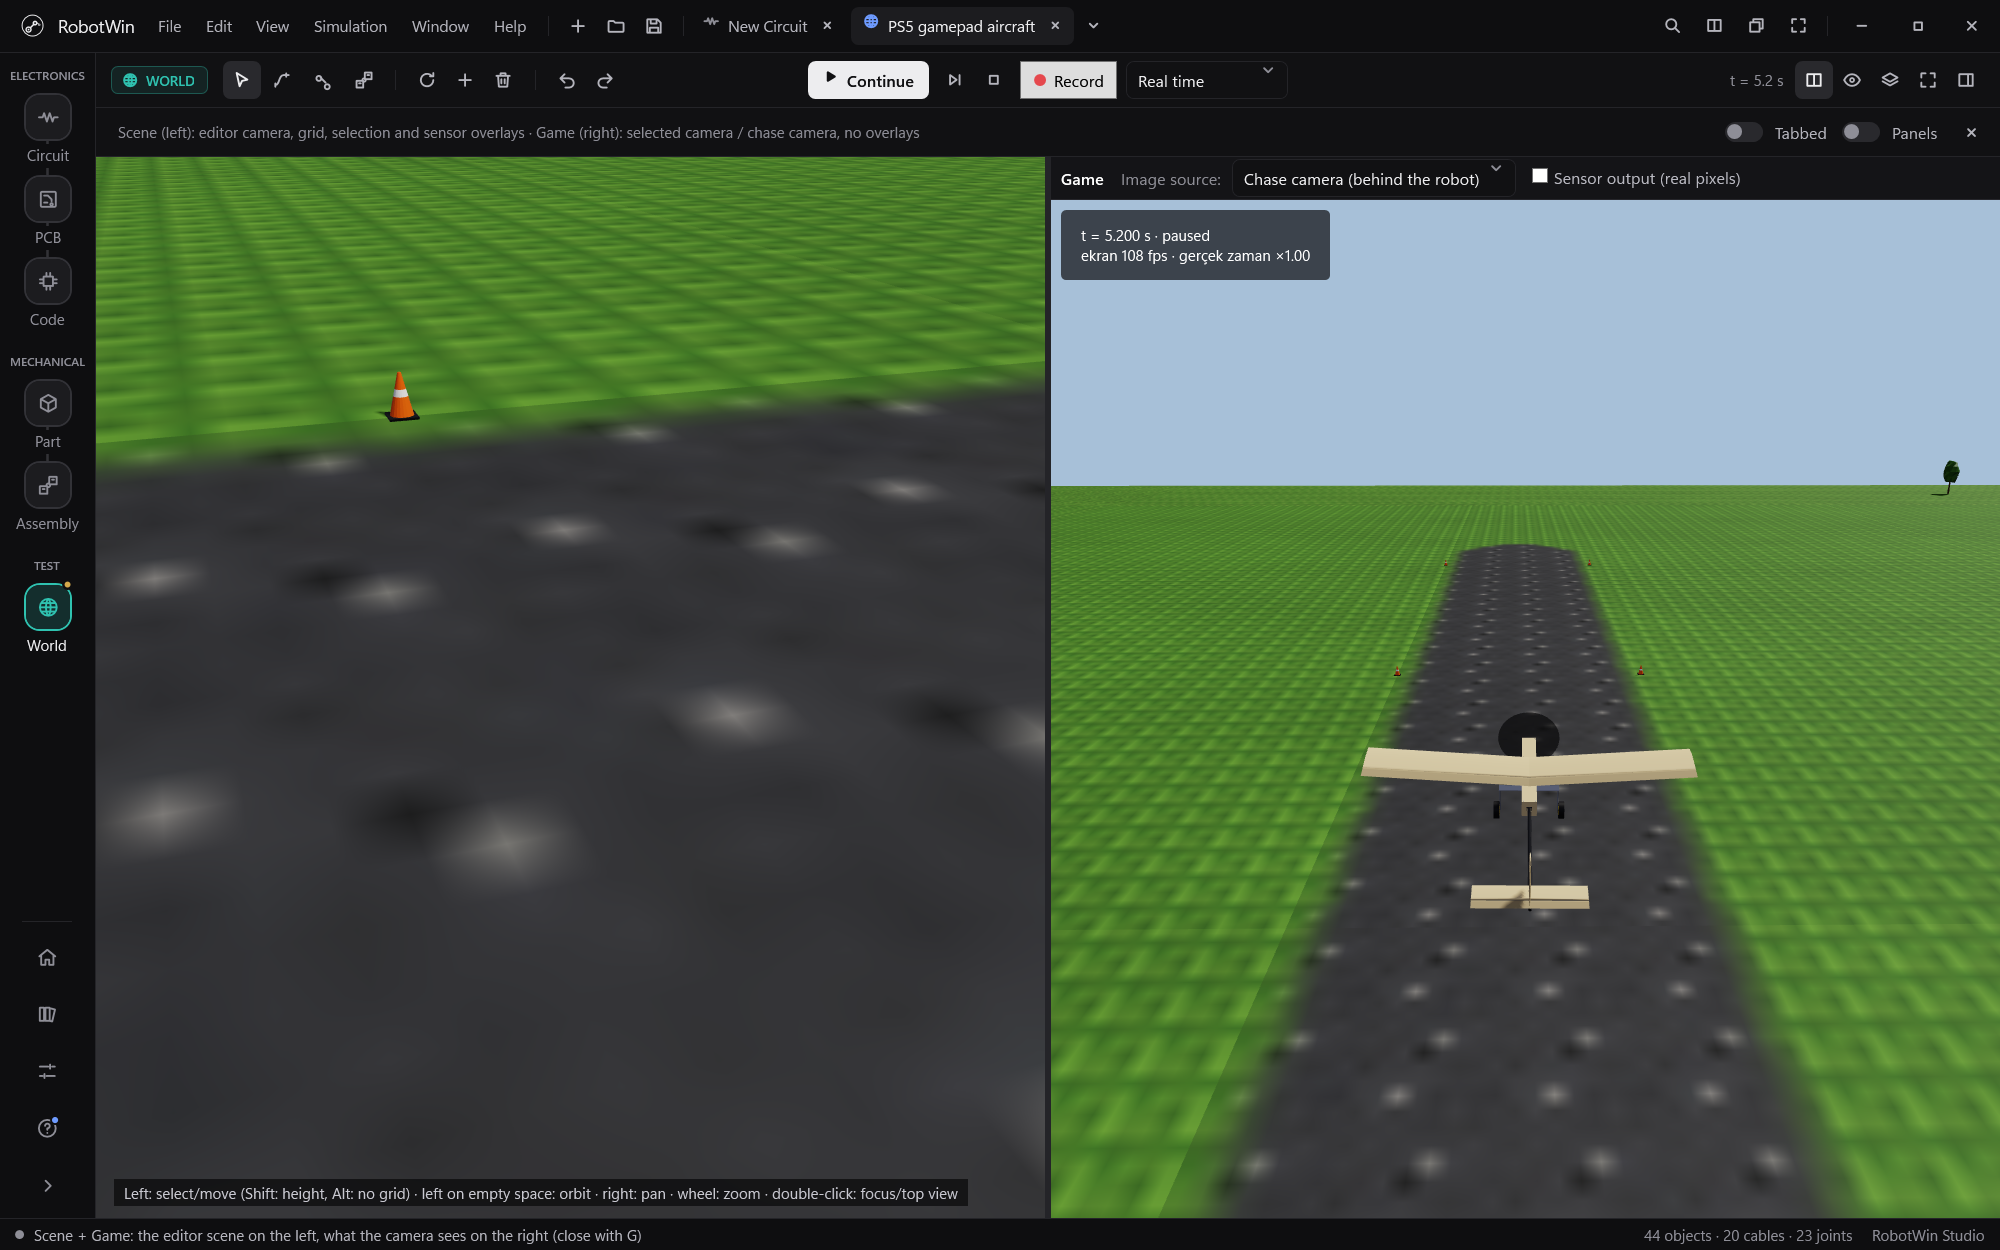 RobotWin File Edit View Simulation Window Help New Circuit × PS5 gamepad aircraft ×
ELECTRONICS
Circuit
PCB
Code
MECHANICAL
Part
Assembly
TEST
World
WORLD Continue Record Real time t = 5.2 s
Scene (left): editor camera, grid, selection and sensor overlays · Game (right): selected camera / chase camera, no overlays Tabbed Panels
Game Image source: Chase camera (behind the robot) Sensor output (real pixels)
t = 5.200 s · paused
ekran 108 fps · gerçek zaman ×1.00
Left: select/move (Shift: height, Alt: no grid) · left on empty space: orbit · right: pan · wheel: zoom · double-click: focus/top view
Scene + Game: the editor scene on the left, what the camera sees on the right (close with G) 44 objects · 20 cables · 23 joints RobotWin Studio